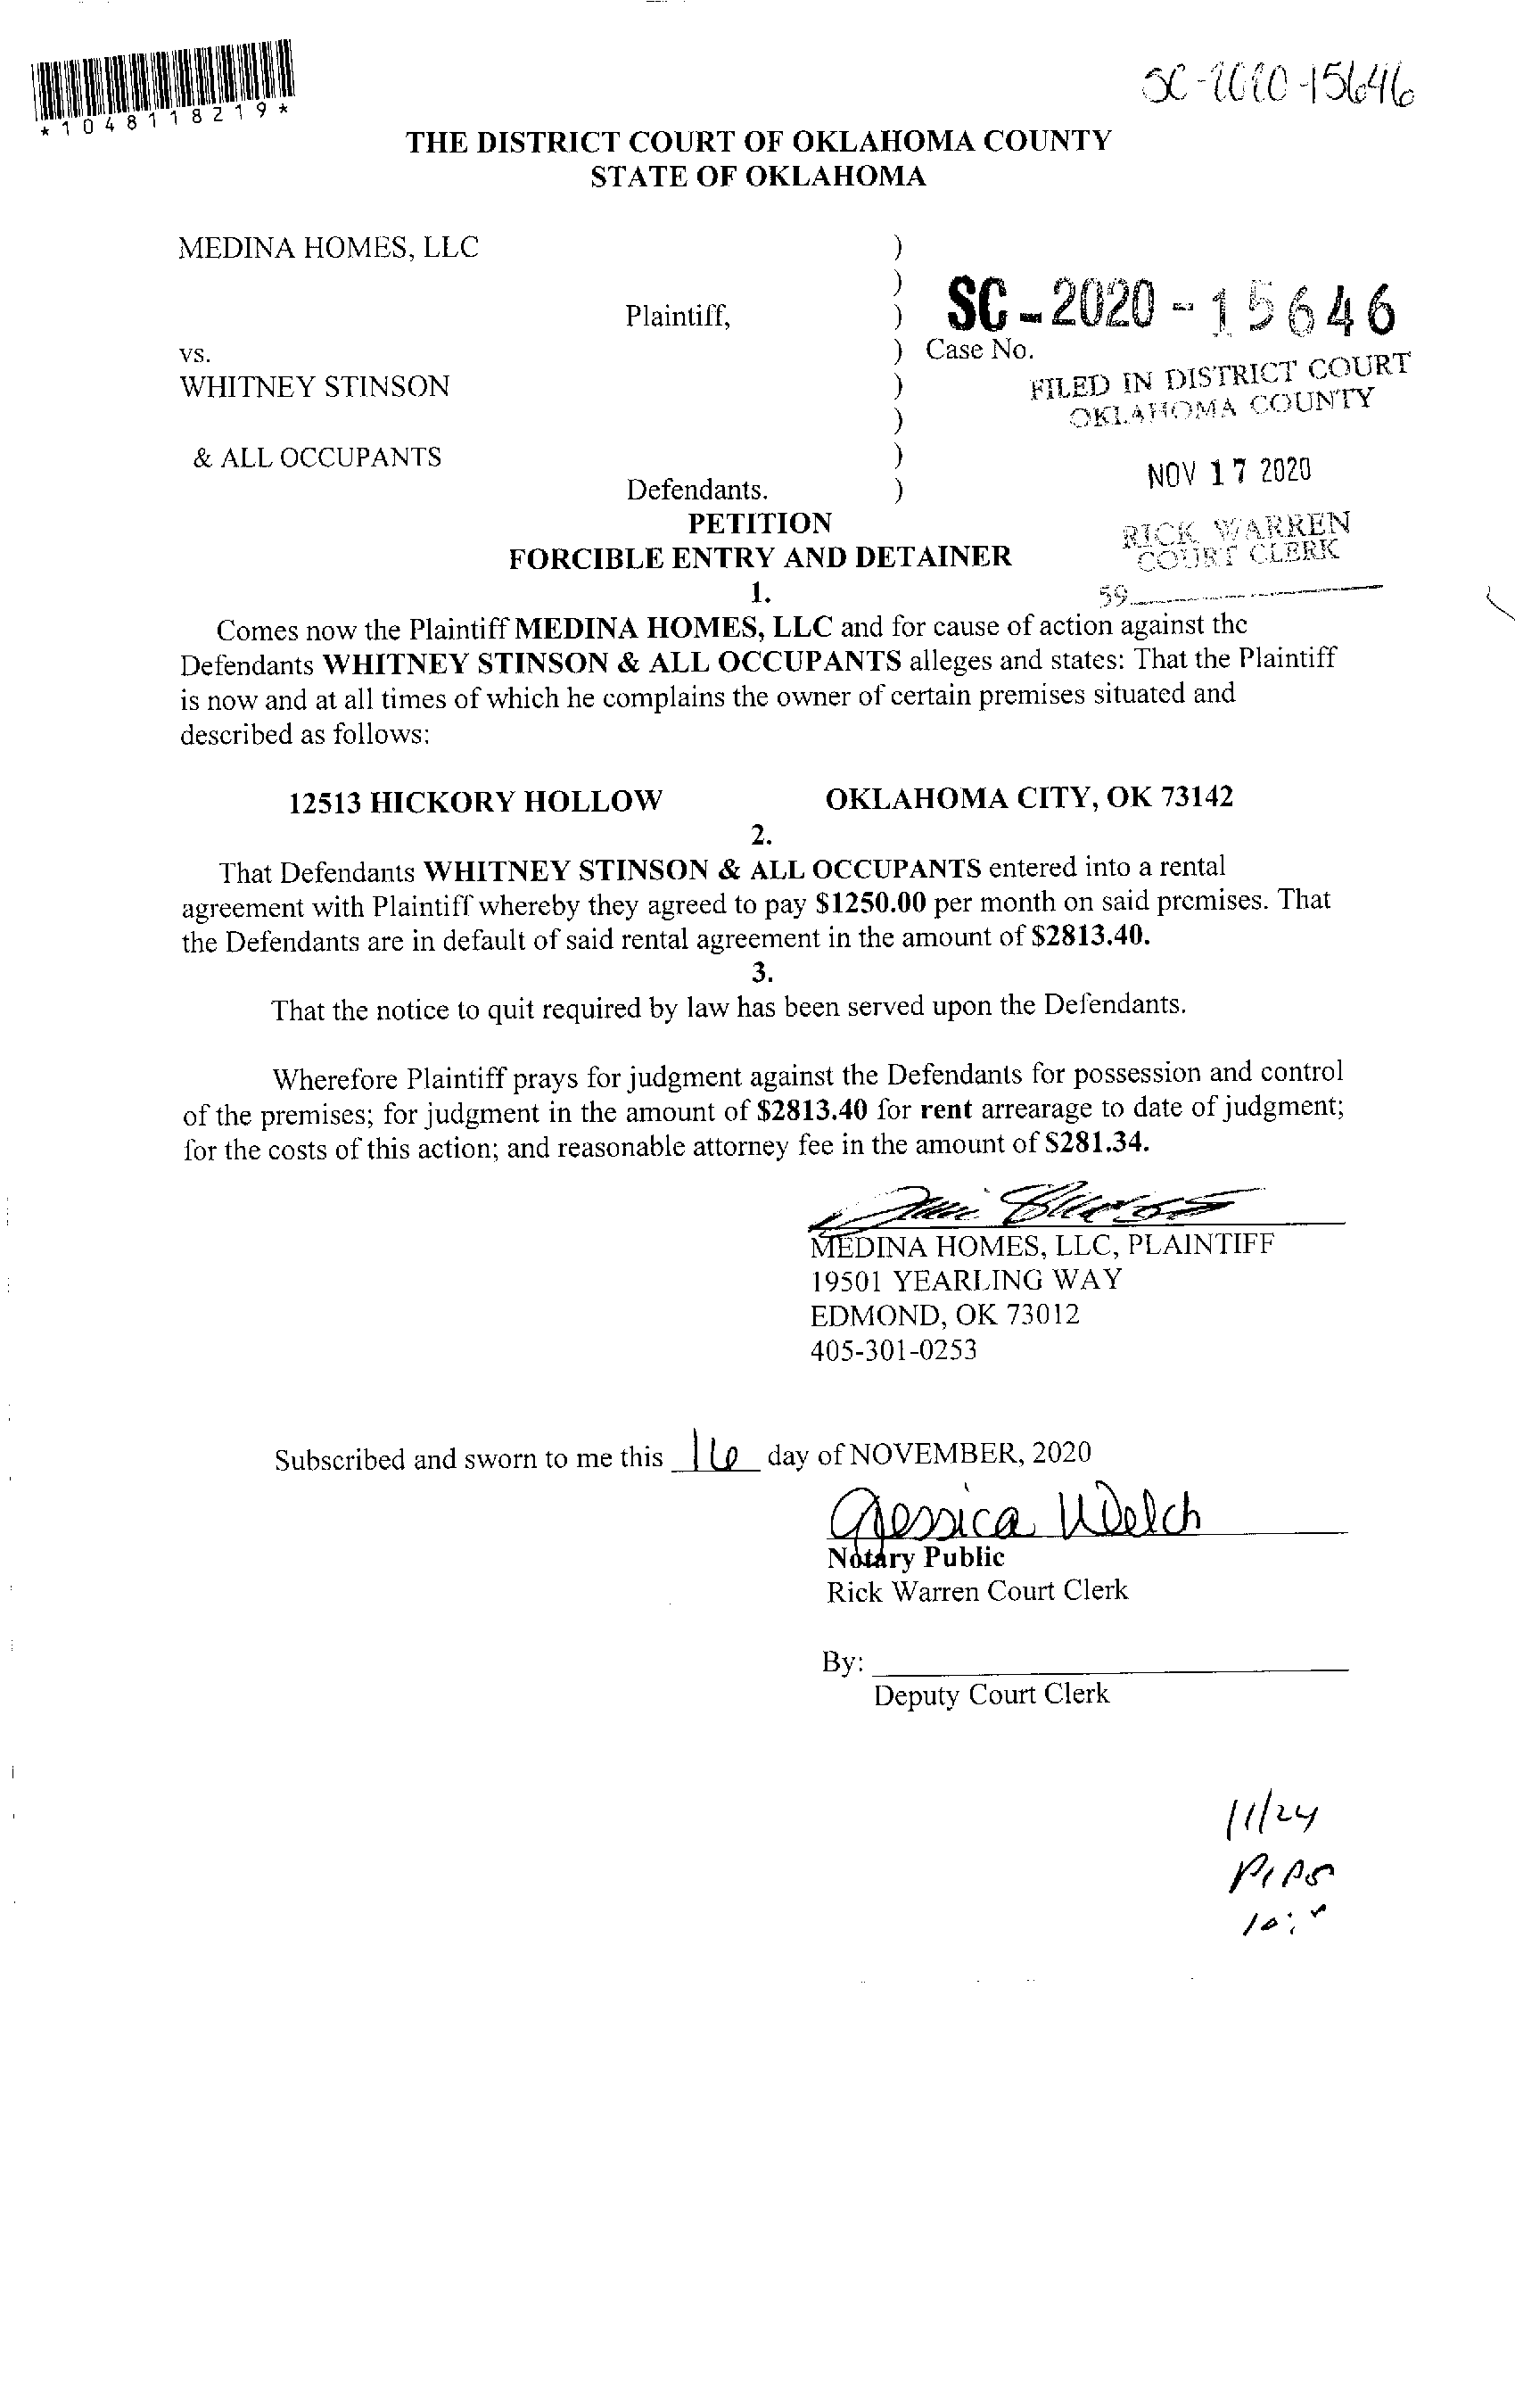 *1048118219*
SC-2020-15646
THE DISTRICT COURT OF OKLAHOMA COUNTY
STATE OF OKLAHOMA
MEDINA HOMES, LLC )
)
Plaintiff, ) SC-2020-15646
vs. ) Case No.
WHITNEY STINSON ) FILED IN DISTRICT COURT
) OKLAHOMA COUNTY
& ALL OCCUPANTS )
NOV 17 2020
Defendants. )
PETITION
RICK WARREN
FORCIBLE ENTRY AND DETAINER
COURT CLERK
1.
59
Comes now the Plaintiff MEDINA HOMES, LLC and for cause of action against the
Defendants WHITNEY STINSON & ALL OCCUPANTS alleges and states: That the Plaintiff
is now and at all times of which he complains the owner of certain premises situated and
described as follows:
12513 HICKORY HOLLOW OKLAHOMA CITY, OK 73142
2.
That Defendants WHITNEY STINSON & ALL OCCUPANTS entered into a rental
agreement with Plaintiff whereby they agreed to pay $1250.00 per month on said premises. That
the Defendants are in default of said rental agreement in the amount of $2813.40.
3.
That the notice to quit required by law has been served upon the Defendants.
Wherefore Plaintiff prays for judgment against the Defendants for possession and control
of the premises; for judgment in the amount of $2813.40 for rent arrearage to date of judgment;
for the costs of this action; and reasonable attorney fee in the amount of $281.34.
MEDINA HOMES, LLC, PLAINTIFF
19501 YEARLING WAY
EDMOND, OK 73012
405-301-0253
Subscribed and sworn to me this 16 day of NOVEMBER, 2020
Jessica Welch
Notary Public
Rick Warren Court Clerk
By:
Deputy Court Clerk
11/24